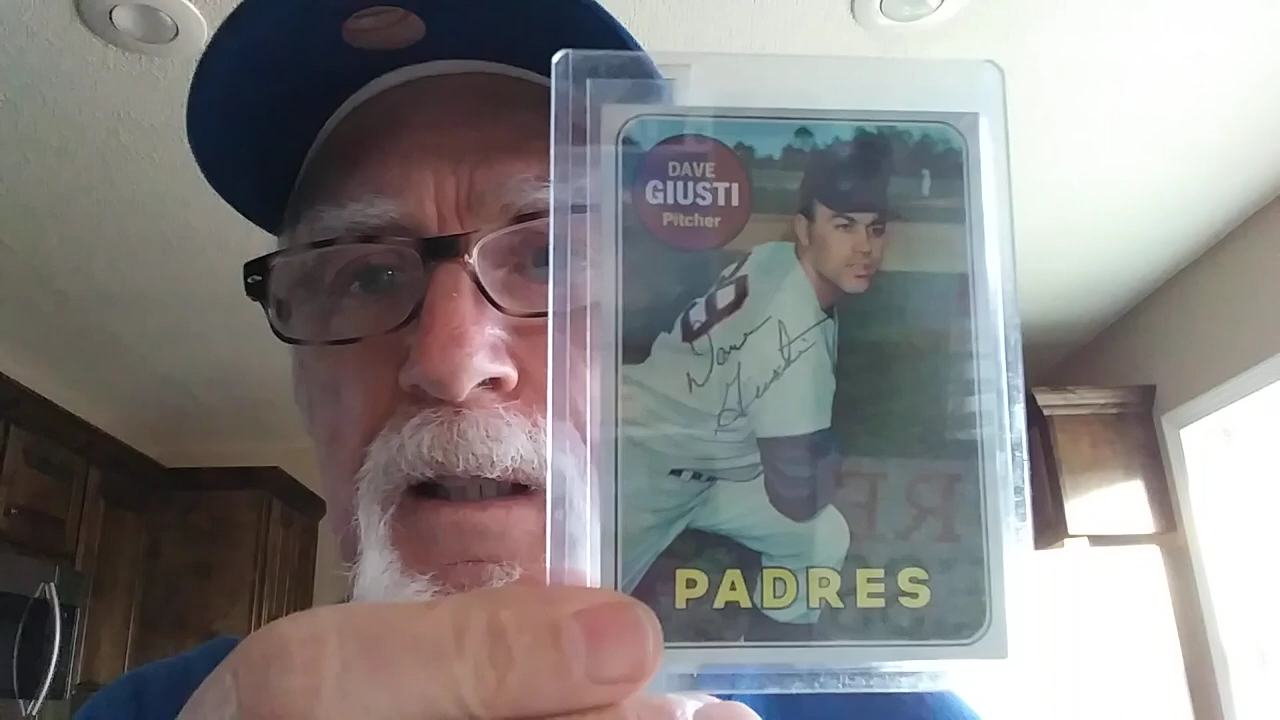 DAVE
GIUSTI
Pitcher
Dave
Giusti
PADRES